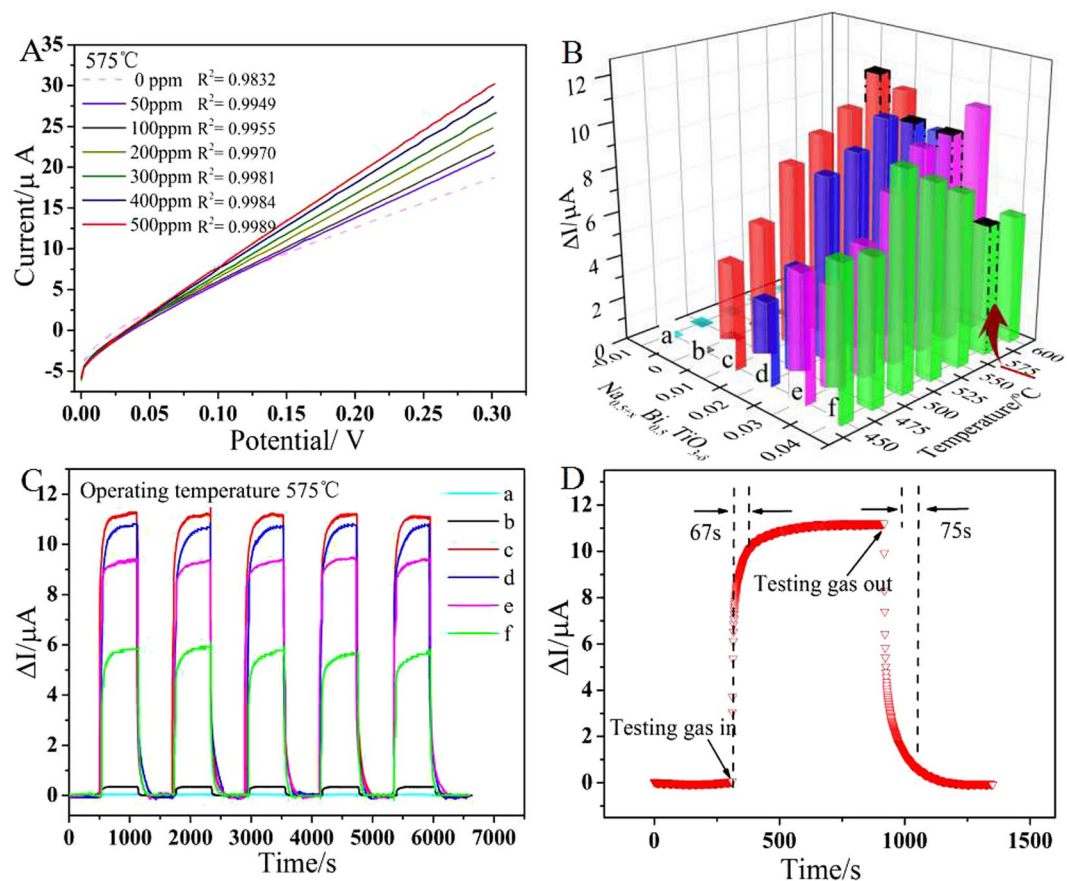 A
575℃
0 ppm R²= 0.9832
50ppm R²= 0.9949
100ppm R²= 0.9955
200ppm R²= 0.9970
300ppm R²= 0.9981
400ppm R²= 0.9984
500ppm R²= 0.9989
35
30
25
20
15
10
5
0
-5
Current/μ A
0.00 0.05 0.10 0.15 0.20 0.25 0.30
Potential/ V
B
12
10
8
6
4
2
0
ΔI/μA
a
b
c
d
e
f
-0.01
0
0.01
0.02
0.03
0.04
Na0.5-x Bi0.5 TiO3-δ
450
475
500
525
550
575
600
Temperature/℃
C
Operating temperature 575℃
a
b
c
d
e
f
12
10
8
6
4
2
0
ΔI/μA
0 1000 2000 3000 4000 5000 6000 7000
Time/s
D
67s
75s
Testing gas out
Testing gas in
12
10
8
6
4
2
0
ΔI/μA
0 500 1000 1500
Time/s